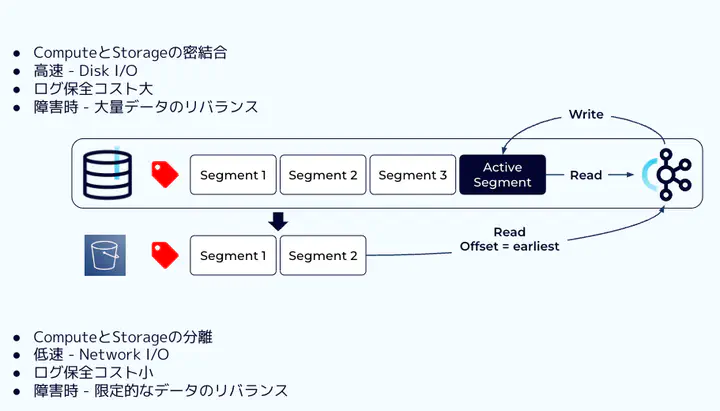 ● ComputeとStorageの密結合
● 高速 - Disk I/O
● ログ保全コスト大
● 障害時 - 大量データのリバランス
Write
Segment 1
Segment 2
Segment 3
Active
Segment
Read
Segment 1
Segment 2
Read
Offset = earliest
● ComputeとStorageの分離
● 低速 - Network I/O
● ログ保全コスト小
● 障害時 - 限定的なデータのリバランス